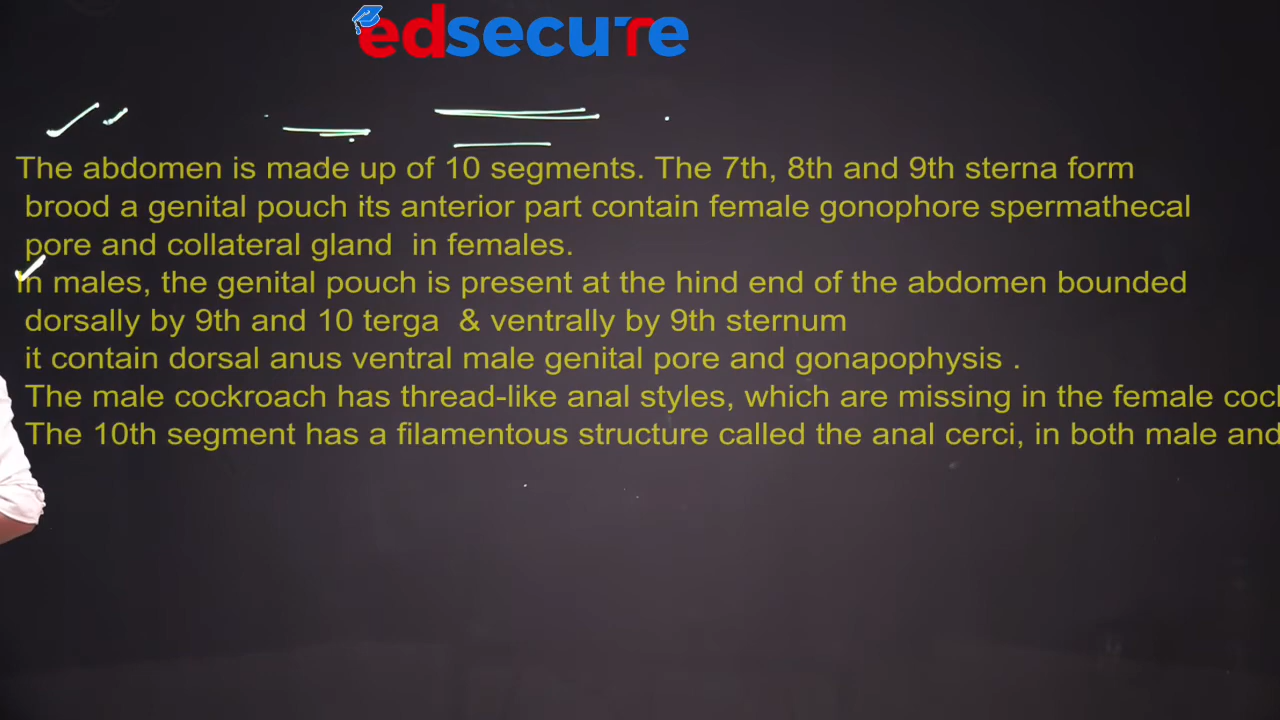 edsecure
The abdomen is made up of 10 segments. The 7th, 8th and 9th sterna form
brood a genital pouch its anterior part contain female gonophore spermathecal
pore and collateral gland in females.
in males, the genital pouch is present at the hind end of the abdomen bounded
dorsally by 9th and 10 terga & ventrally by 9th sternum
it contain dorsal anus ventral male genital pore and gonapophysis .
The male cockroach has thread-like anal styles, which are missing in the female cocl
The 10th segment has a filamentous structure called the anal cerci, in both male and